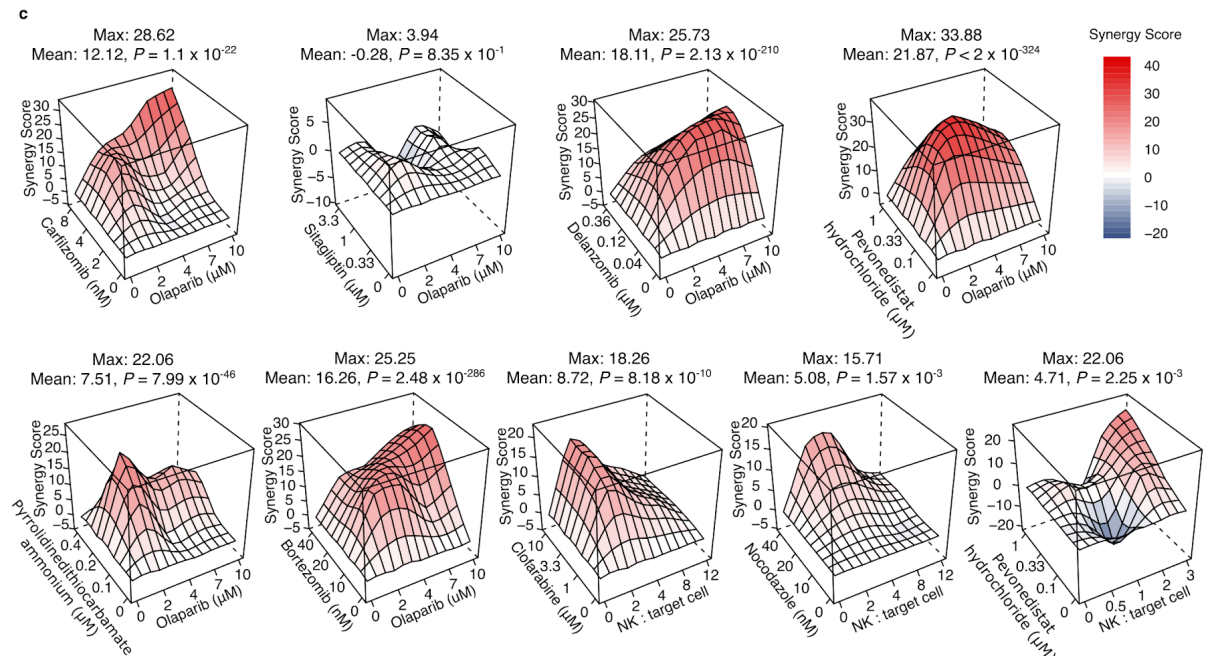 c
Max: 28.62
Mean: 12.12, P = 1.1 x 10-22
Synergy Score
30
25
20
15
10
5
0
−5
Carfilzomib (nM)
8
6
4
2
0
Olaparib (µM)
0
2
4
7
10
Max: 3.94
Mean: -0.28, P = 8.35 x 10-1
Synergy Score
5
0
−5
−10
Sitagliptin (µM)
3.3
1
0.33
0
Olaparib (µM)
0
2
4
7
10
Max: 25.73
Mean: 18.11, P = 2.13 x 10-210
Synergy Score
30
25
20
15
10
5
0
−5
Delanzomib (µM)
0.36
0.12
0.04
0
Olaparib (µM)
0
2
4
7
10
Max: 33.88
Mean: 21.87, P < 2 x 10-324
Synergy Score
30
20
10
0
Pevonedistat
hydrochloride (µM)
1
0.33
0.1
0
Olaparib (µM)
0
2
4
7
10
Synergy Score
40
30
20
10
0
−10
−20
Max: 22.06
Mean: 7.51, P = 7.99 x 10-46
Synergy Score
25
20
15
10
5
0
−5
Pyrrolidinedithiocarbamate
ammonium (µM)
0.4
0.2
0.1
0
Olaparib (µM)
0
2
4
7
10
Max: 25.25
Mean: 16.26, P = 2.48 x 10-286
Synergy Score
30
25
20
15
10
5
0
−5
Bortezomib (nM)
40
20
10
0
Olaparib (µM)
0
2
4
7
10
Max: 18.26
Mean: 8.72, P = 8.18 x 10-10
Synergy Score
20
15
10
5
0
−5
Clofarabine (µM)
10
3.3
1
0
NK : target cell
0
2
4
8
12
Max: 15.71
Mean: 5.08, P = 1.57 x 10-3
Synergy Score
20
15
10
5
0
−5
Nocodazole (nM)
40
20
10
0
NK : target cell
0
2
4
8
12
Max: 22.06
Mean: 4.71, P = 2.25 x 10-3
Synergy Score
20
10
0
−10
−20
Pevonedistat
hydrochloride (µM)
1
0.33
0.1
0
NK : target cell
0
0.5
1
2
3